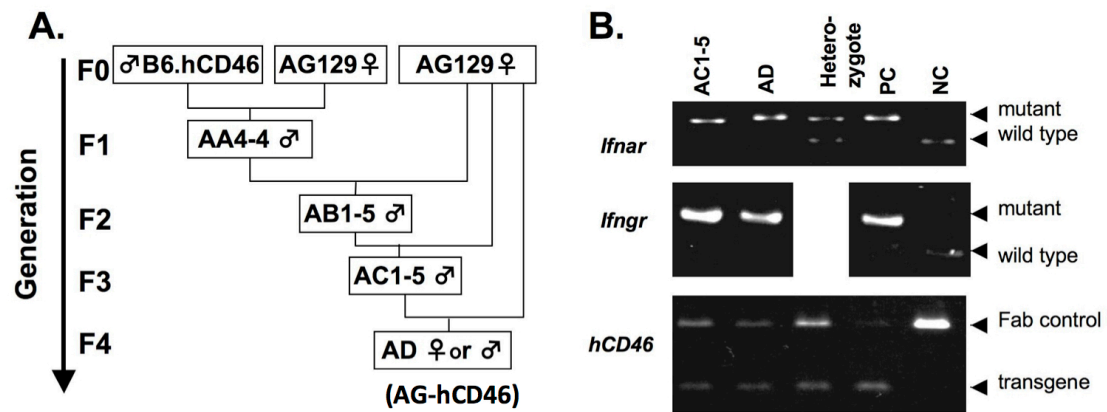 A.
F0
♂B6.hCD46
AG129♀
AG129♀
F1
AA4-4 ♂
F2
AB1-5 ♂
F3
AC1-5 ♂
F4
AD ♀or ♂
(AG-hCD46)
Generation
B.
AC1-5
AD
Hetero-
zygote
PC
NC
Ifnar
mutant
wild type
Ifngr
mutant
wild type
hCD46
Fab control
transgene